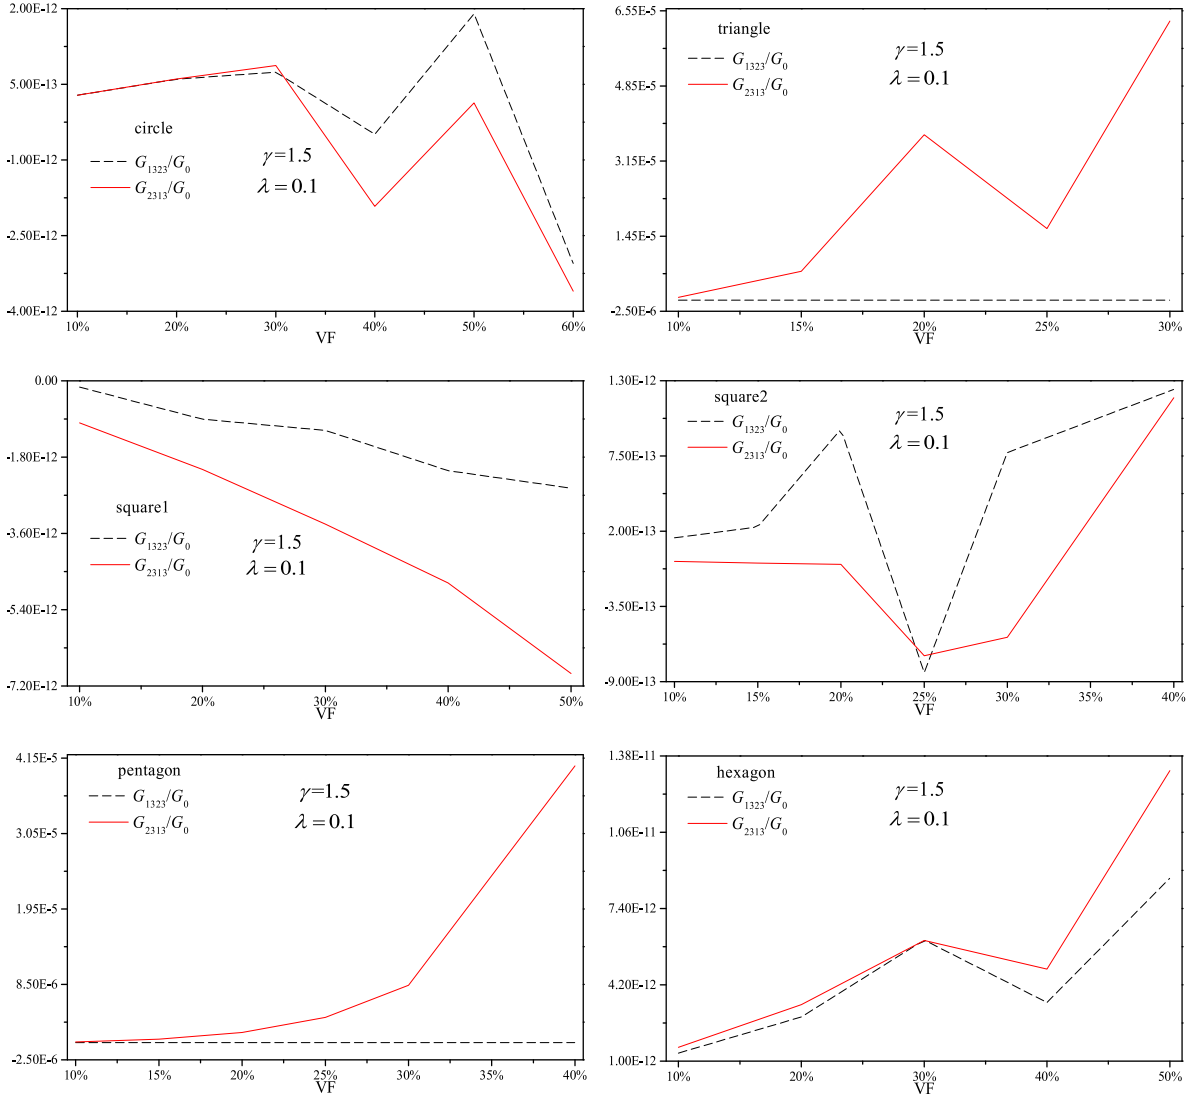 2.00E-12
5.00E-13
-1.00E-12
-2.50E-12
-4.00E-12
circle
G1323/G0
G2313/G0
γ=1.5
λ=0.1
10% 20% 30% 40% 50% 60%
VF
6.55E-5
4.85E-5
3.15E-5
1.45E-5
-2.50E-6
triangle
G1323/G0
G2313/G0
γ=1.5
λ=0.1
10% 15% 20% 25% 30%
VF
0.00
-1.80E-12
-3.60E-12
-5.40E-12
-7.20E-12
square1
G1323/G0
G2313/G0
γ=1.5
λ=0.1
10% 20% 30% 40% 50%
VF
1.30E-12
7.50E-13
2.00E-13
-3.50E-13
-9.00E-13
square2
G1323/G0
G2313/G0
γ=1.5
λ=0.1
10% 15% 20% 25% 30% 35% 40%
VF
4.15E-5
3.05E-5
1.95E-5
8.50E-6
-2.50E-6
pentagon
G1323/G0
G2313/G0
γ=1.5
λ=0.1
10% 15% 20% 25% 30% 35% 40%
VF
1.38E-11
1.06E-11
7.40E-12
4.20E-12
1.00E-12
hexagon
G1323/G0
G2313/G0
γ=1.5
λ=0.1
10% 20% 30% 40% 50%
VF